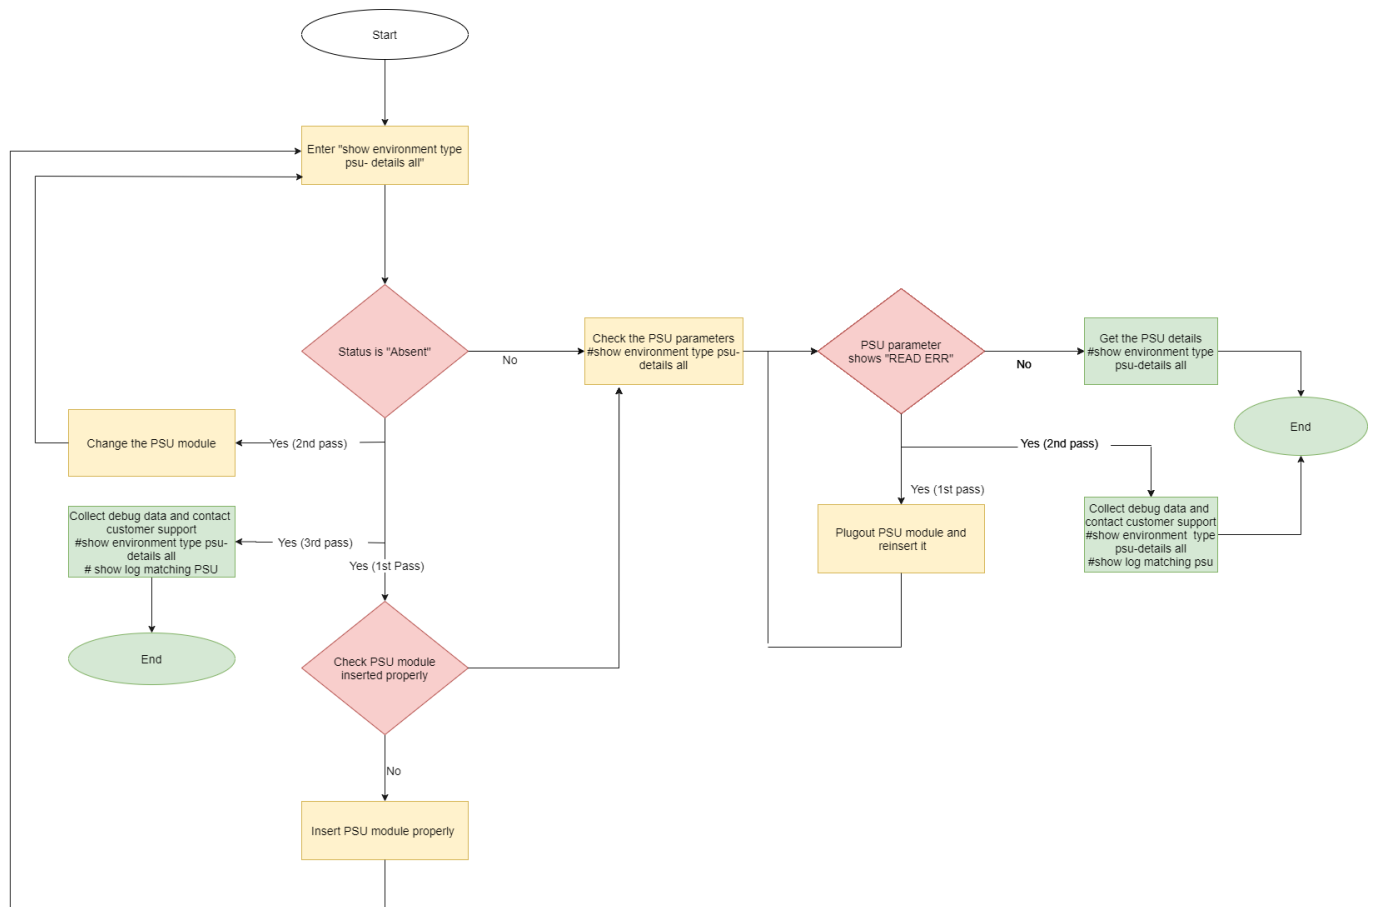 Start
Enter "show environment type
psu- details all"
Status is "Absent"
No
Check the PSU parameters
#show environment type psu-
details all
PSU parameter
shows "READ ERR"
No
Get the PSU details
#show environment type
psu-details all
End
Change the PSU module
Yes (2nd pass)
Yes (2nd pass)
Yes (1st pass)
Collect debug data and contact
customer support
#show environment type psu-
details all
# show log matching PSU
Yes (3rd pass)
Yes (1st Pass)
Plugout PSU module and
reinsert it
Collect debug data and
contact customer support
#show environment  type
psu-details all
#show log matching psu
End
Check PSU module
inserted properly
No
Insert PSU module properly